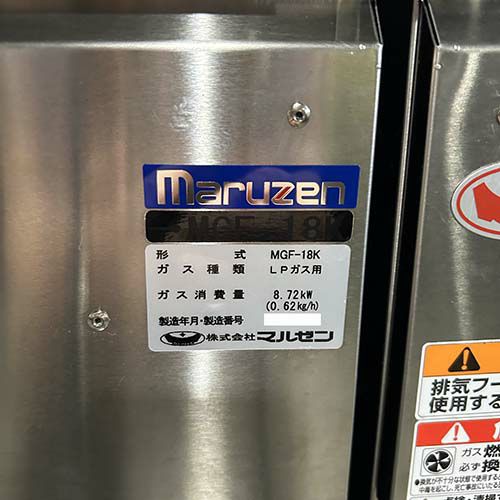 maruzen
MGF-18K
形 式 MGF-18K
ガス種類 LPガス用
ガス消費量 8.72kW
(0.62kg/h)
製造年月・製造番号
株式会社マルゼン
排気フー
使用する
ガス燃
必ず換